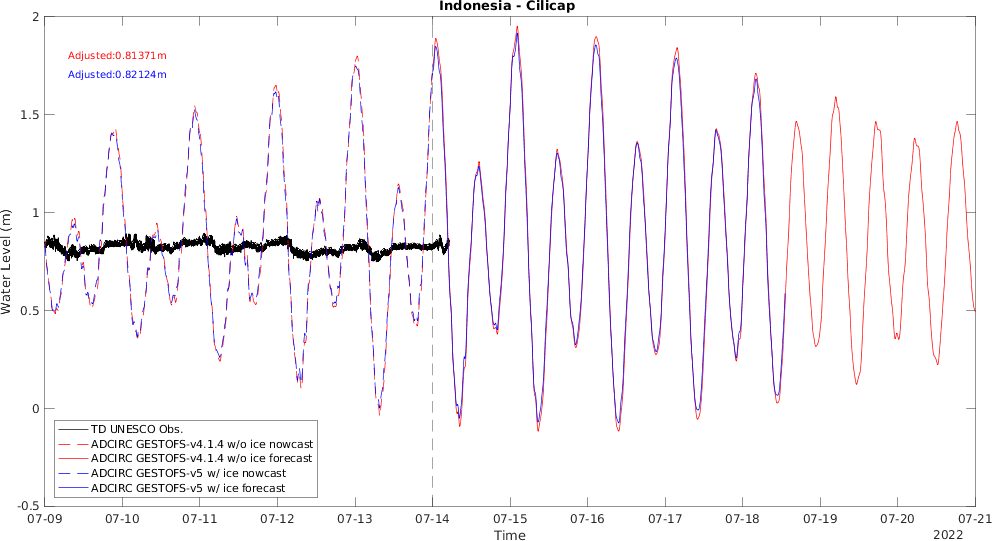 Indonesia - Cilicap
2
1.5
1
0.5
0
-0.5
Water Level (m)
Adjusted:0.81371m
Adjusted:0.82124m
TD UNESCO Obs.
ADCIRC GESTOFS-v4.1.4 w/o ice nowcast
ADCIRC GESTOFS-v4.1.4 w/o ice forecast
ADCIRC GESTOFS-v5 w/ ice nowcast
ADCIRC GESTOFS-v5 w/ ice forecast
07-09 07-10 07-11 07-12 07-13 07-14 07-15 07-16 07-17 07-18 07-19 07-20 07-21
Time
2022